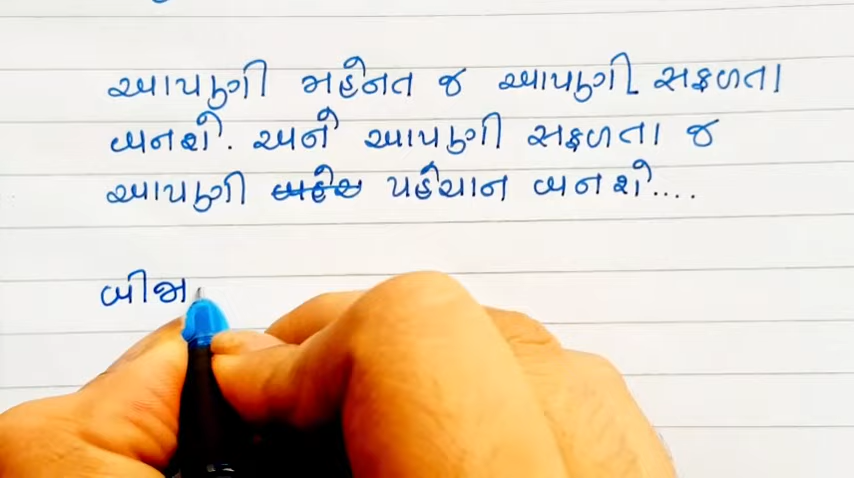 આપણી મહેનત જ આપણી સફળતા
બનશે. અને આપણી સફળતા જ
આપણી પહેચાન બનશે....
બીજા